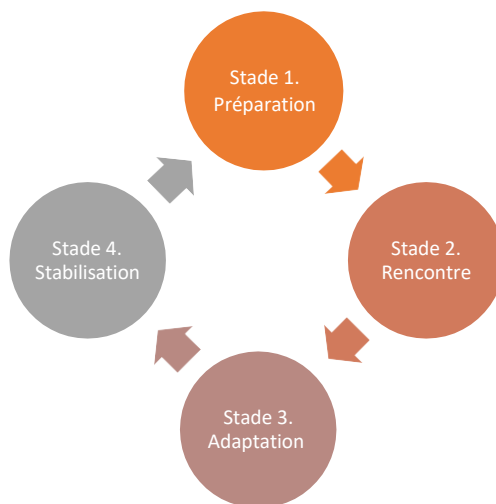 Stade 1.
Préparation
Stade 2.
Rencontre
Stade 3.
Adaptation
Stade 4.
Stabilisation